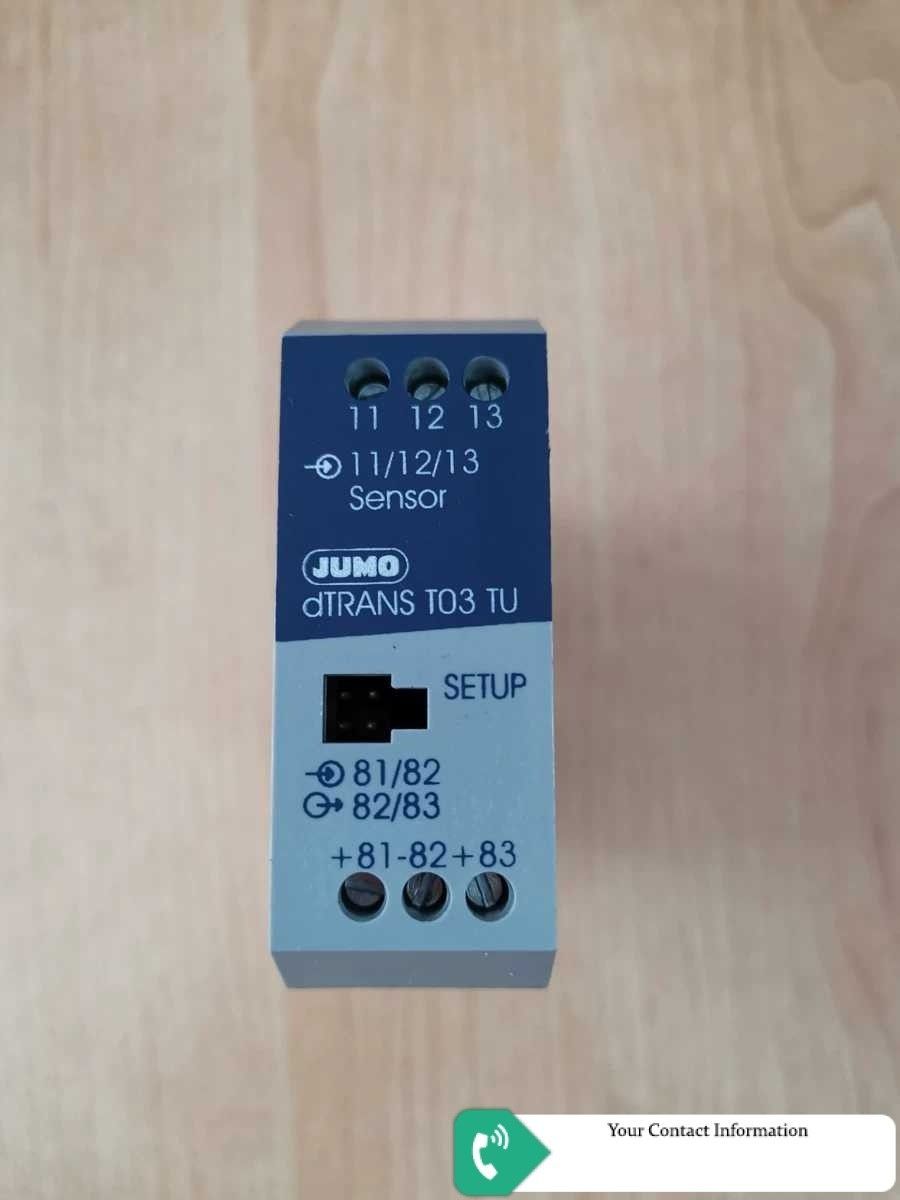 11 12 13
11/12/13
Sensor
JUMO
dTRANS T03 TU
SETUP
81/82
82/83
+81-82+83
Your Contact Information